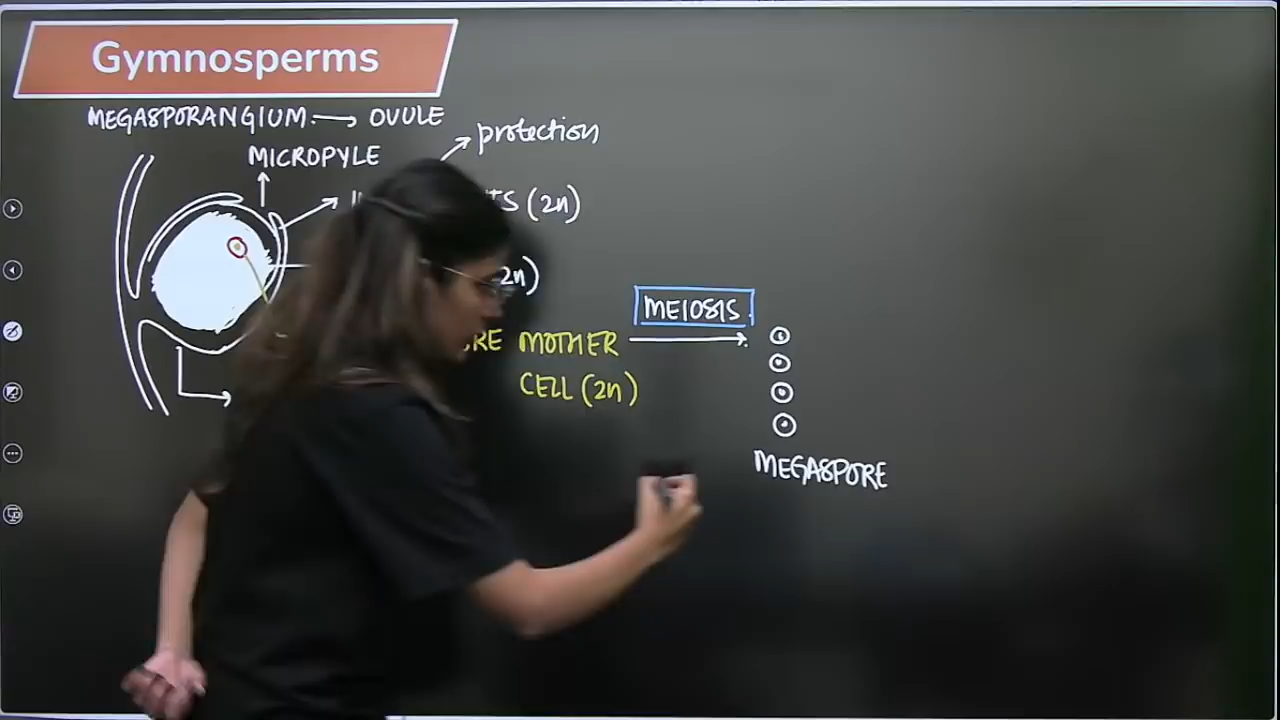 Gymnosperms
MEGASPORANGIUM → OVULE
→ protection
MICROPYLE
TS (2n)
2n)
MEIOSIS
RE MOTHER
CELL (2n)
MEGASPORE